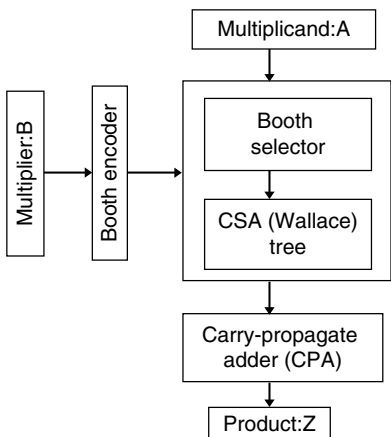 Multiplicand:A
Multiplier:B
Booth encoder
Booth
selector
CSA (Wallace)
tree
Carry-propagate
adder (CPA)
Product:Z